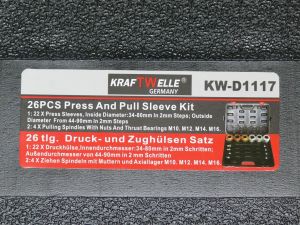 KRAFTWELLE
GERMANY
KW-D1117
26PCS Press And Pull Sleeve Kit
1: 22 X Press Sleeves, Inside Diameter: 34-80mm In 2mm Steps; Outside
Diameter From 44-90mm in 2mm Steps
2: 4 X Pulling Spindles With Nuts And Thrust Bearings M10. M12. M14. M16.
26 tlg. Druck- und Zughülsen Satz
1: 22 X Drückhülse,Innendurchmesser:34-80mm in 2mm Schritten;
Außendurchmesser von 44-90mm in 2mm Schritten
2:4 X Ziehen Spindeln mit Muttern und Axiallager M10. M12. M14. M16.